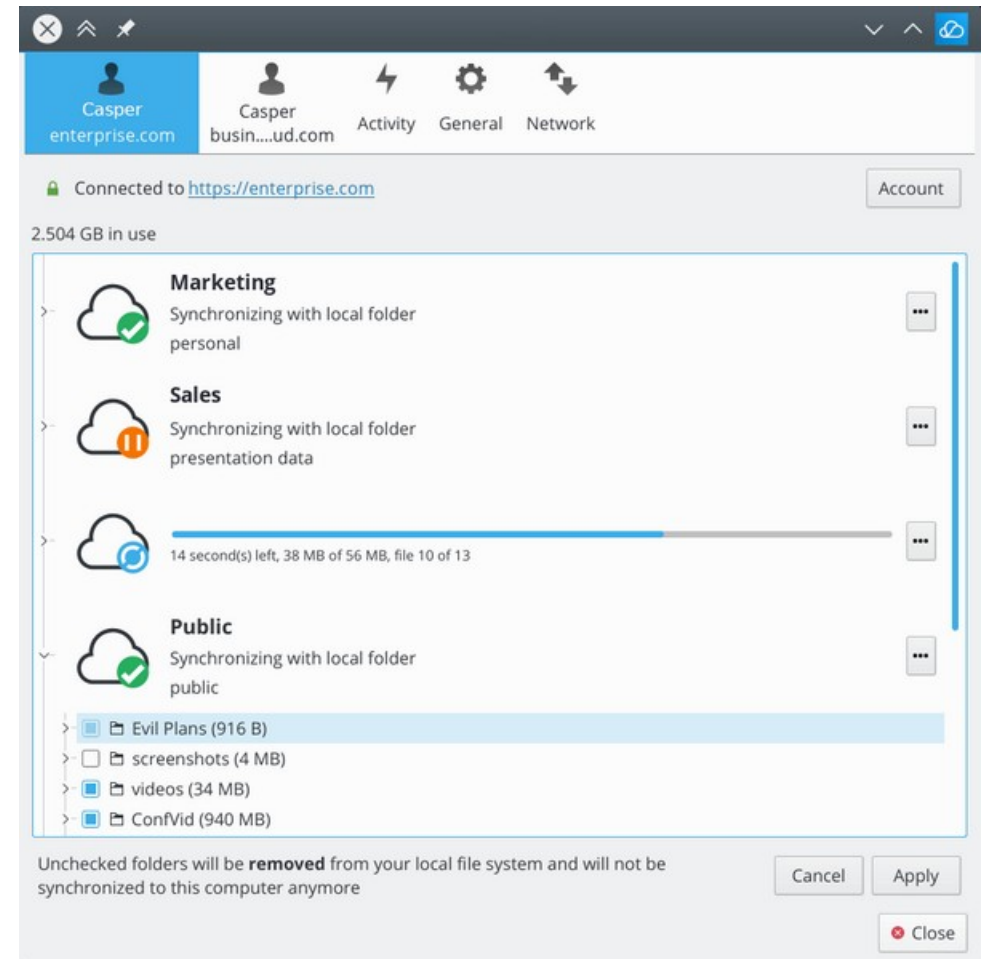 Casper
enterprise.com
Casper
busin....ud.com
Activity
General
Network
Connected to https://enterprise.com
Account
2.504 GB in use
Marketing
Synchronizing with local folder
personal
Sales
Synchronizing with local folder
presentation data
14 second(s) left, 38 MB of 56 MB, file 10 of 13
Public
Synchronizing with local folder
public
Evil Plans (916 B)
screenshots (4 MB)
videos (34 MB)
ConfVid (940 MB)
Unchecked folders will be removed from your local file system and will not be
synchronized to this computer anymore
Cancel
Apply
Close